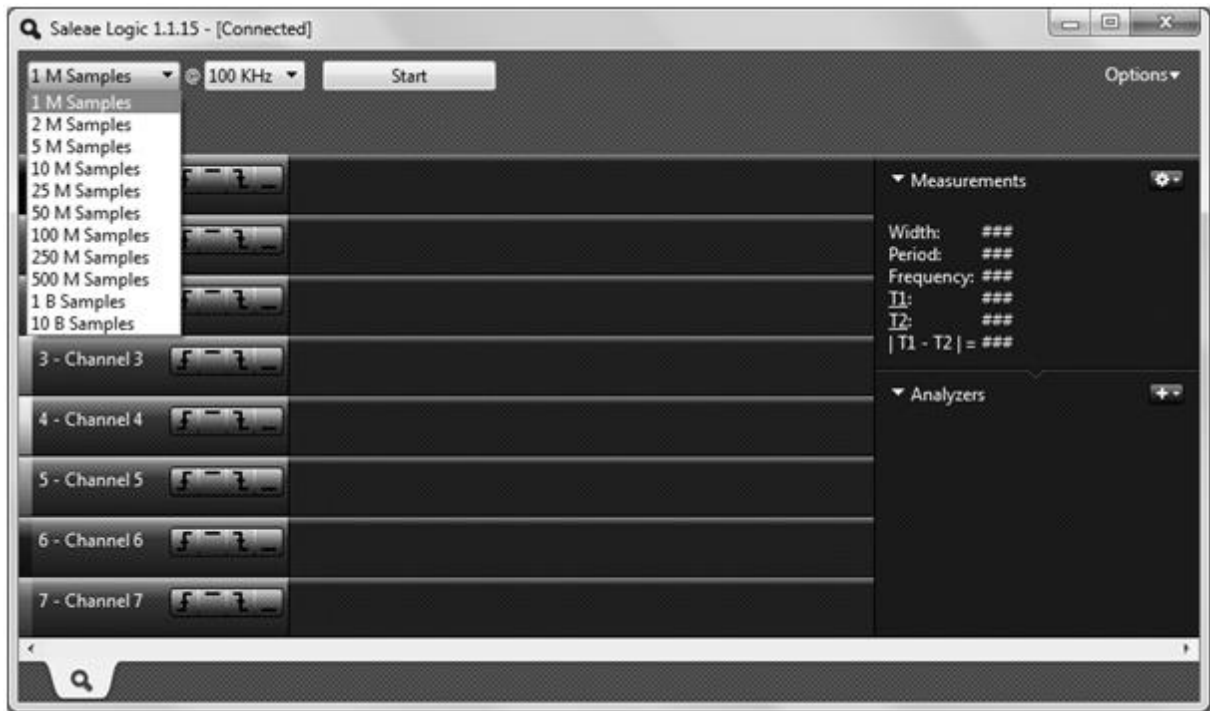 Saleae Logic 1.1.15 - [Connected]
1 M Samples @ 100 KHz Start Options
1 M Samples
2 M Samples
5 M Samples
10 M Samples
25 M Samples
50 M Samples
100 M Samples
250 M Samples
500 M Samples
1 B Samples
10 B Samples
3 - Channel 3
4 - Channel 4
5 - Channel 5
6 - Channel 6
7 - Channel 7
Measurements
Width: ###
Period: ###
Frequency: ###
T1: ###
T2: ###
| T1 - T2 | = ###
Analyzers